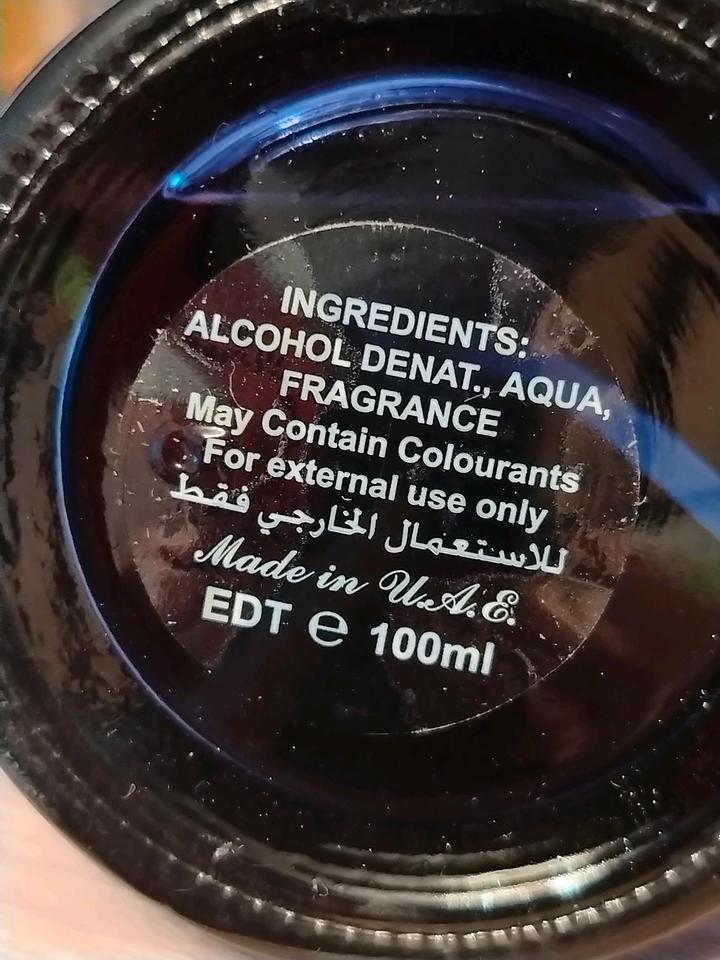 INGREDIENTS:
ALCOHOL DENAT., AQUA,
FRAGRANCE
May Contain Colourants
For external use only
للاستعمال الخارجي فقط
Made in U.A.E.
EDT ℮ 100ml